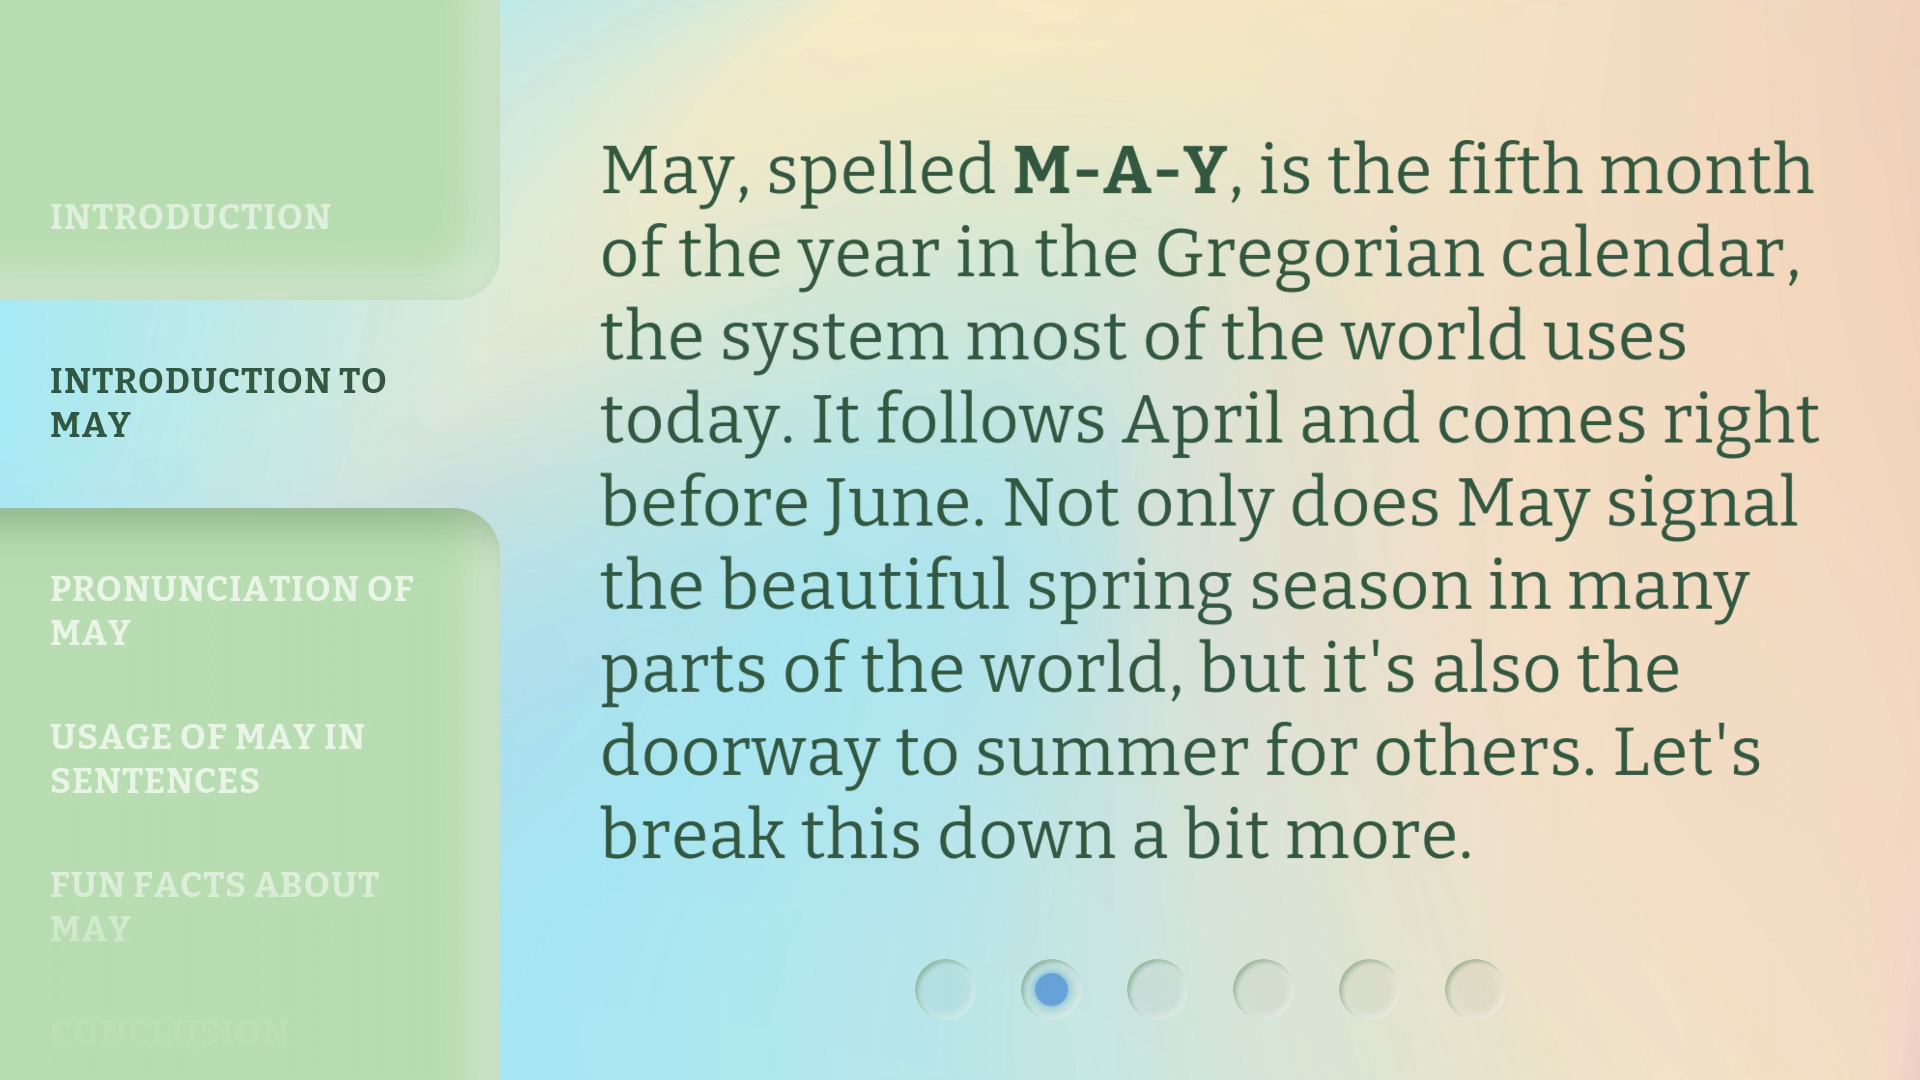 INTRODUCTION
INTRODUCTION TO
MAY
PRONUNCIATION OF
MAY
USAGE OF MAY IN
SENTENCES
FUN FACTS ABOUT
MAY
CONCLUSION
May, spelled M-A-Y, is the fifth month
of the year in the Gregorian calendar,
the system most of the world uses
today. It follows April and comes right
before June. Not only does May signal
the beautiful spring season in many
parts of the world, but it's also the
doorway to summer for others. Let's
break this down a bit more.